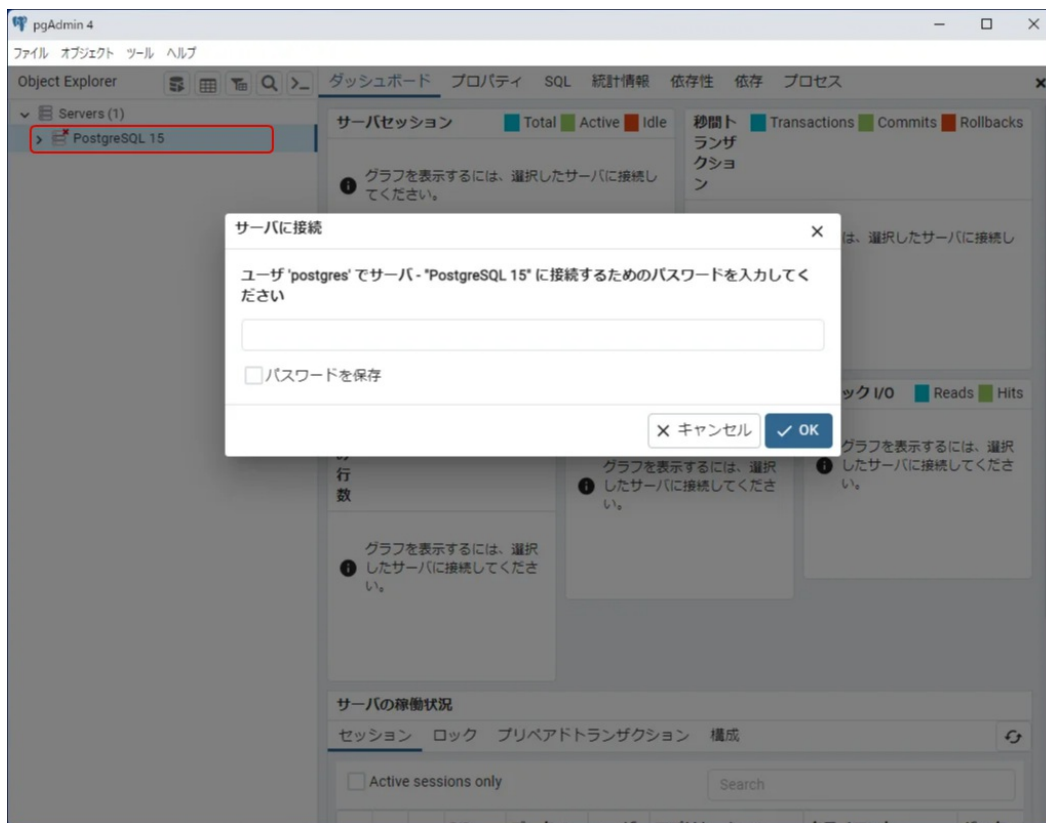 pgAdmin 4
ファイル オブジェクト ツール ヘルプ
Object Explorer
ダッシュボード プロパティ SQL 統計情報 依存性 依存 プロセス
Servers (1)
PostgreSQL 15
サーバセッション
Total Active Idle
秒間ト
ランザ
クショ
ン
Transactions Commits Rollbacks
グラフを表示するには、選択したサーバに接続し
てください。
は、選択したサーバに接続し
サーバに接続
ユーザ 'postgres' でサーバ - "PostgreSQL 15" に接続するためのパスワードを入力してく
ださい
パスワードを保存
キャンセル
OK
ック I/O
Reads Hits
行
数
グラフを表示するには、選択
したサーバに接続してくださ
い。
グラフを表示するには、選択
したサーバに接続してくださ
い。
グラフを表示するには、選択
したサーバに接続してくださ
い。
サーバの稼働状況
セッション ロック プリペアドトランザクション 構成
Active sessions only
Search